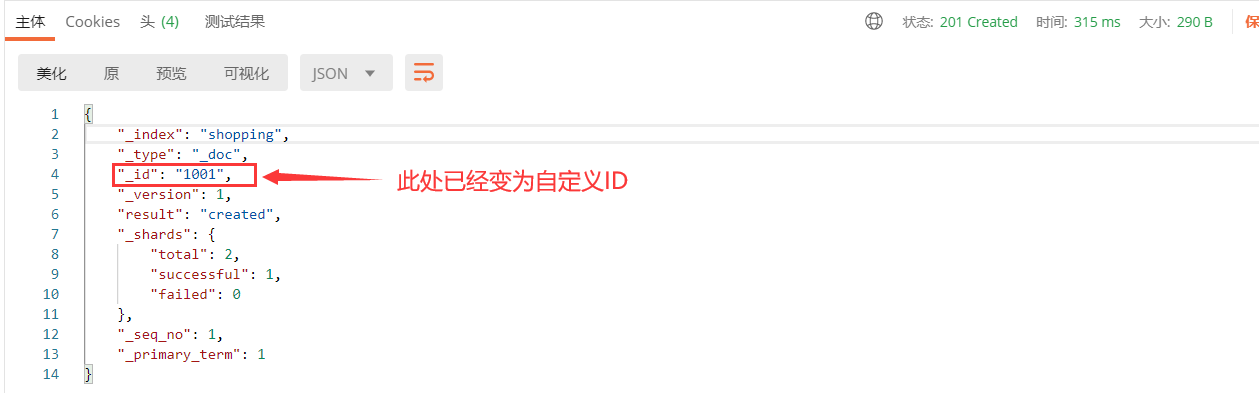 主体 Cookies 头 (4) 测试结果 状态: 201 Created 时间: 315 ms 大小: 290 B 保
美化 原 预览 可视化 JSON
1 {
2 "_index": "shopping",
3 "_type": "_doc",
4 "_id": "1001", 此处已经变为自定义ID
5 "_version": 1,
6 "result": "created",
7 "_shards": {
8 "total": 2,
9 "successful": 1,
10 "failed": 0
11 },
12 "_seq_no": 1,
13 "_primary_term": 1
14 }